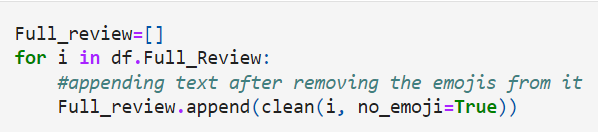 Full_review=[]
for i in df.Full_Review:
    #appending text after removing the emojis from it
    Full_review.append(clean(i, no_emoji=True))